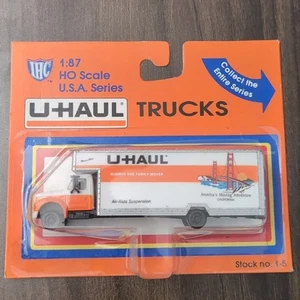 IHC
1:87
HO Scale
U.S.A. Series
Collect the
Entire Series
U-HAUL TRUCKS
U-HAUL
Air-Ride Suspension
America's Moving Adventure
CALIFORNIA
Stock no. 1-5